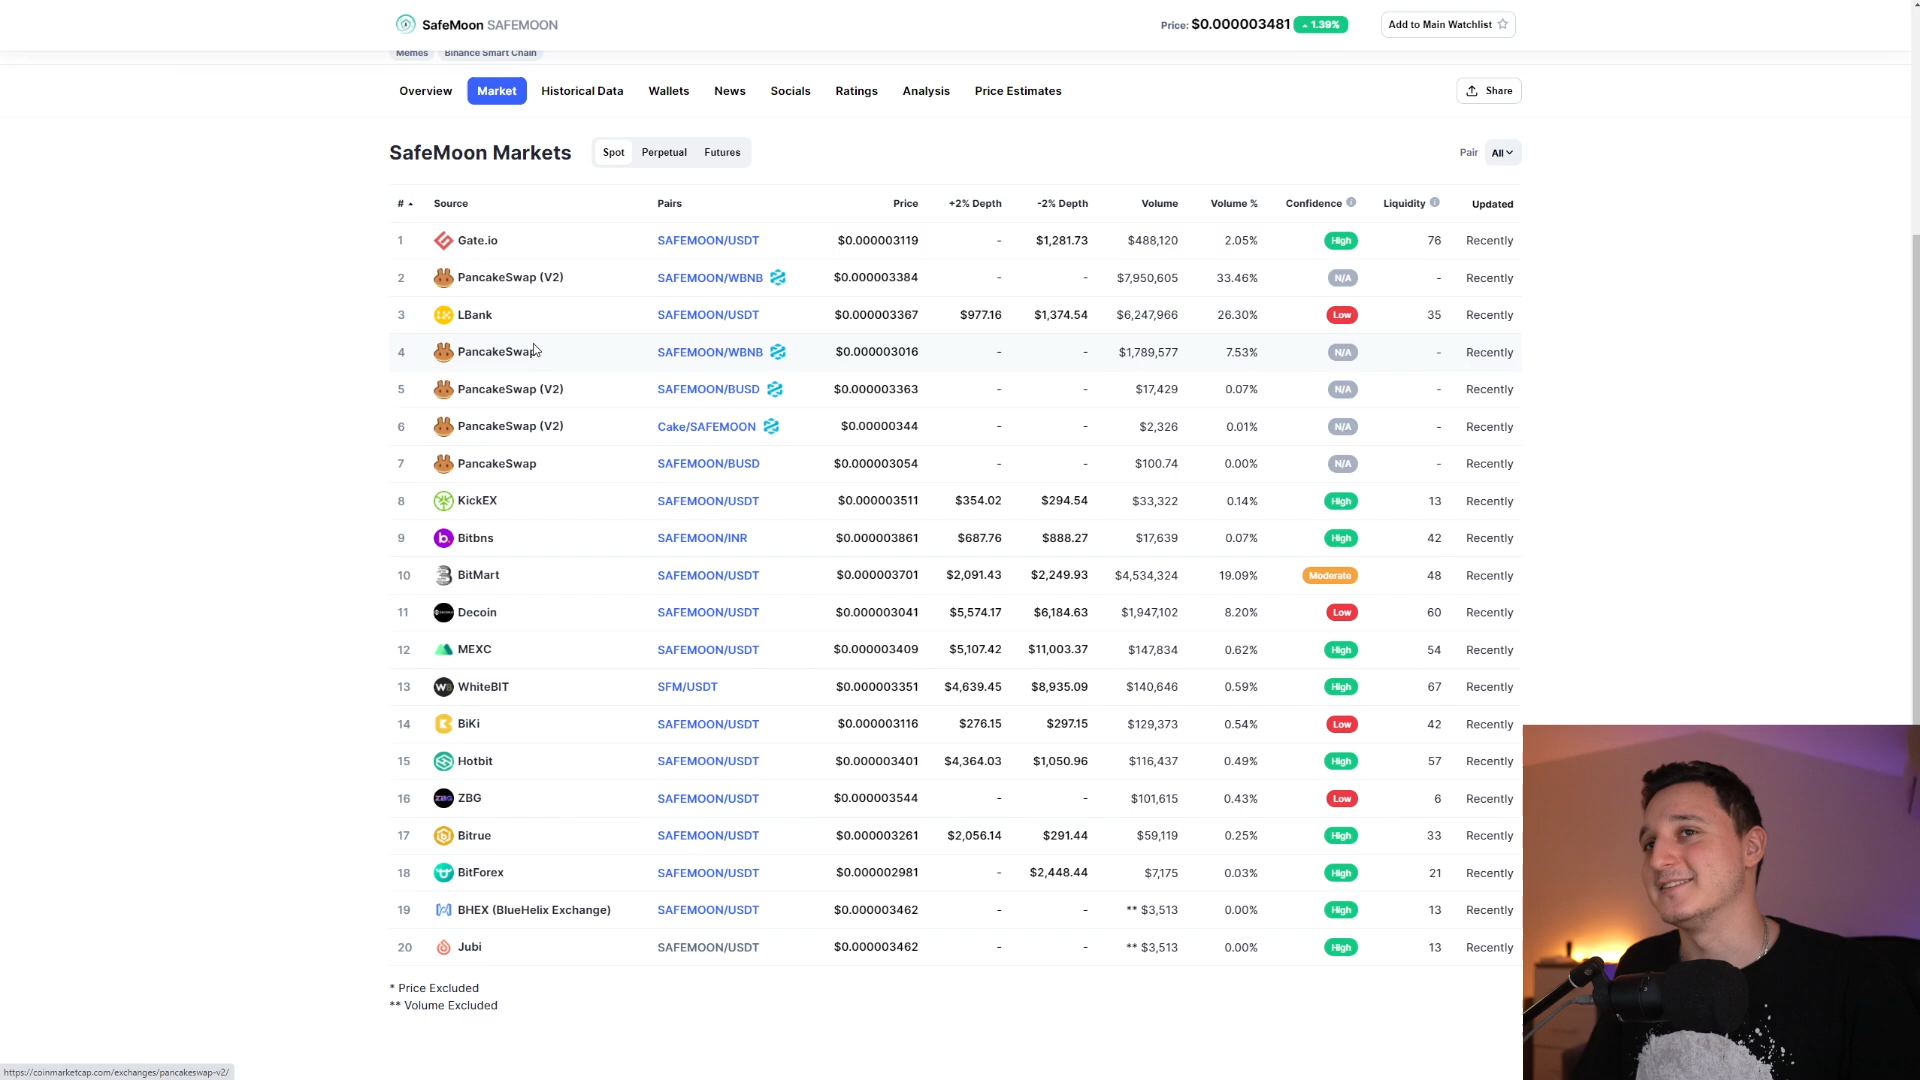 SafeMoon SAFEMOON
Price: $0.000003481 1.39%
Add to Main Watchlist
Memes Binance Smart Chain
Overview Market Historical Data Wallets News Socials Ratings Analysis Price Estimates
Share
SafeMoon Markets Spot Perpetual Futures
Pair All
# Source Pairs Price +2% Depth -2% Depth Volume Volume % Confidence Liquidity Updated
1 Gate.io SAFEMOON/USDT $0.000003119 - $1,281.73 $488,120 2.05% High 76 Recently
2 PancakeSwap (V2) SAFEMOON/WBNB $0.000003384 - - $7,950,605 33.46% N/A - Recently
3 LBank SAFEMOON/USDT $0.000003367 $977.16 $1,374.54 $6,247,966 26.30% Low 35 Recently
4 PancakeSwap SAFEMOON/WBNB $0.000003016 - - $1,789,577 7.53% N/A - Recently
5 PancakeSwap (V2) SAFEMOON/BUSD $0.000003363 - - $17,429 0.07% N/A - Recently
6 PancakeSwap (V2) Cake/SAFEMOON $0.00000344 - - $2,326 0.01% N/A - Recently
7 PancakeSwap SAFEMOON/BUSD $0.000003054 - - $100.74 0.00% N/A - Recently
8 KickEX SAFEMOON/USDT $0.000003511 $354.02 $294.54 $33,322 0.14% High 13 Recently
9 Bitbns SAFEMOON/INR $0.000003861 $687.76 $888.27 $17,639 0.07% High 42 Recently
10 BitMart SAFEMOON/USDT $0.000003701 $2,091.43 $2,249.93 $4,534,324 19.09% Moderate 48 Recently
11 Decoin SAFEMOON/USDT $0.000003041 $5,574.17 $6,184.63 $1,947,102 8.20% Low 60 Recently
12 MEXC SAFEMOON/USDT $0.000003409 $5,107.42 $11,003.37 $147,834 0.62% High 54 Recently
13 WhiteBIT SFM/USDT $0.000003351 $4,639.45 $8,935.09 $140,646 0.59% High 67 Recently
14 BiKi SAFEMOON/USDT $0.000003116 $276.15 $297.15 $129,373 0.54% Low 42 Recently
15 Hotbit SAFEMOON/USDT $0.000003401 $4,364.03 $1,050.96 $116,437 0.49% High 57 Recently
16 ZBG SAFEMOON/USDT $0.000003544 - - $101,615 0.43% Low 6 Recently
17 Bitrue SAFEMOON/USDT $0.000003261 $2,056.14 $291.44 $59,119 0.25% High 33 Recently
18 BitForex SAFEMOON/USDT $0.000002981 - $2,448.44 $7,175 0.03% High 21 Recently
19 BHEX (BlueHelix Exchange) SAFEMOON/USDT $0.000003462 - - ** $3,513 0.00% High 13 Recently
20 Jubi SAFEMOON/USDT $0.000003462 - - ** $3,513 0.00% High 13 Recently
* Price Excluded
** Volume Excluded
https://coinmarketcap.com/exchanges/pancakeswap-v2/